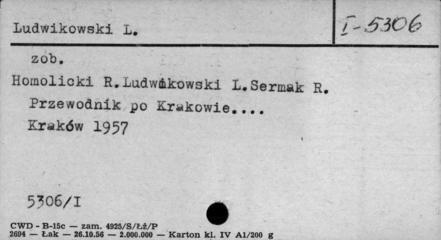 Ludwikowski L.
I-5306
zob.
Homolicki R.Ludwikowski L.Sermak R.
Przewodnik po Krakowie....
Kraków 1957
5306/I
CWD - B-15c — zam. 4925/S/Łż/P
2694 — Łak — 26.10.56 — 2.000.000 — Karton kl. IV A1/200 g